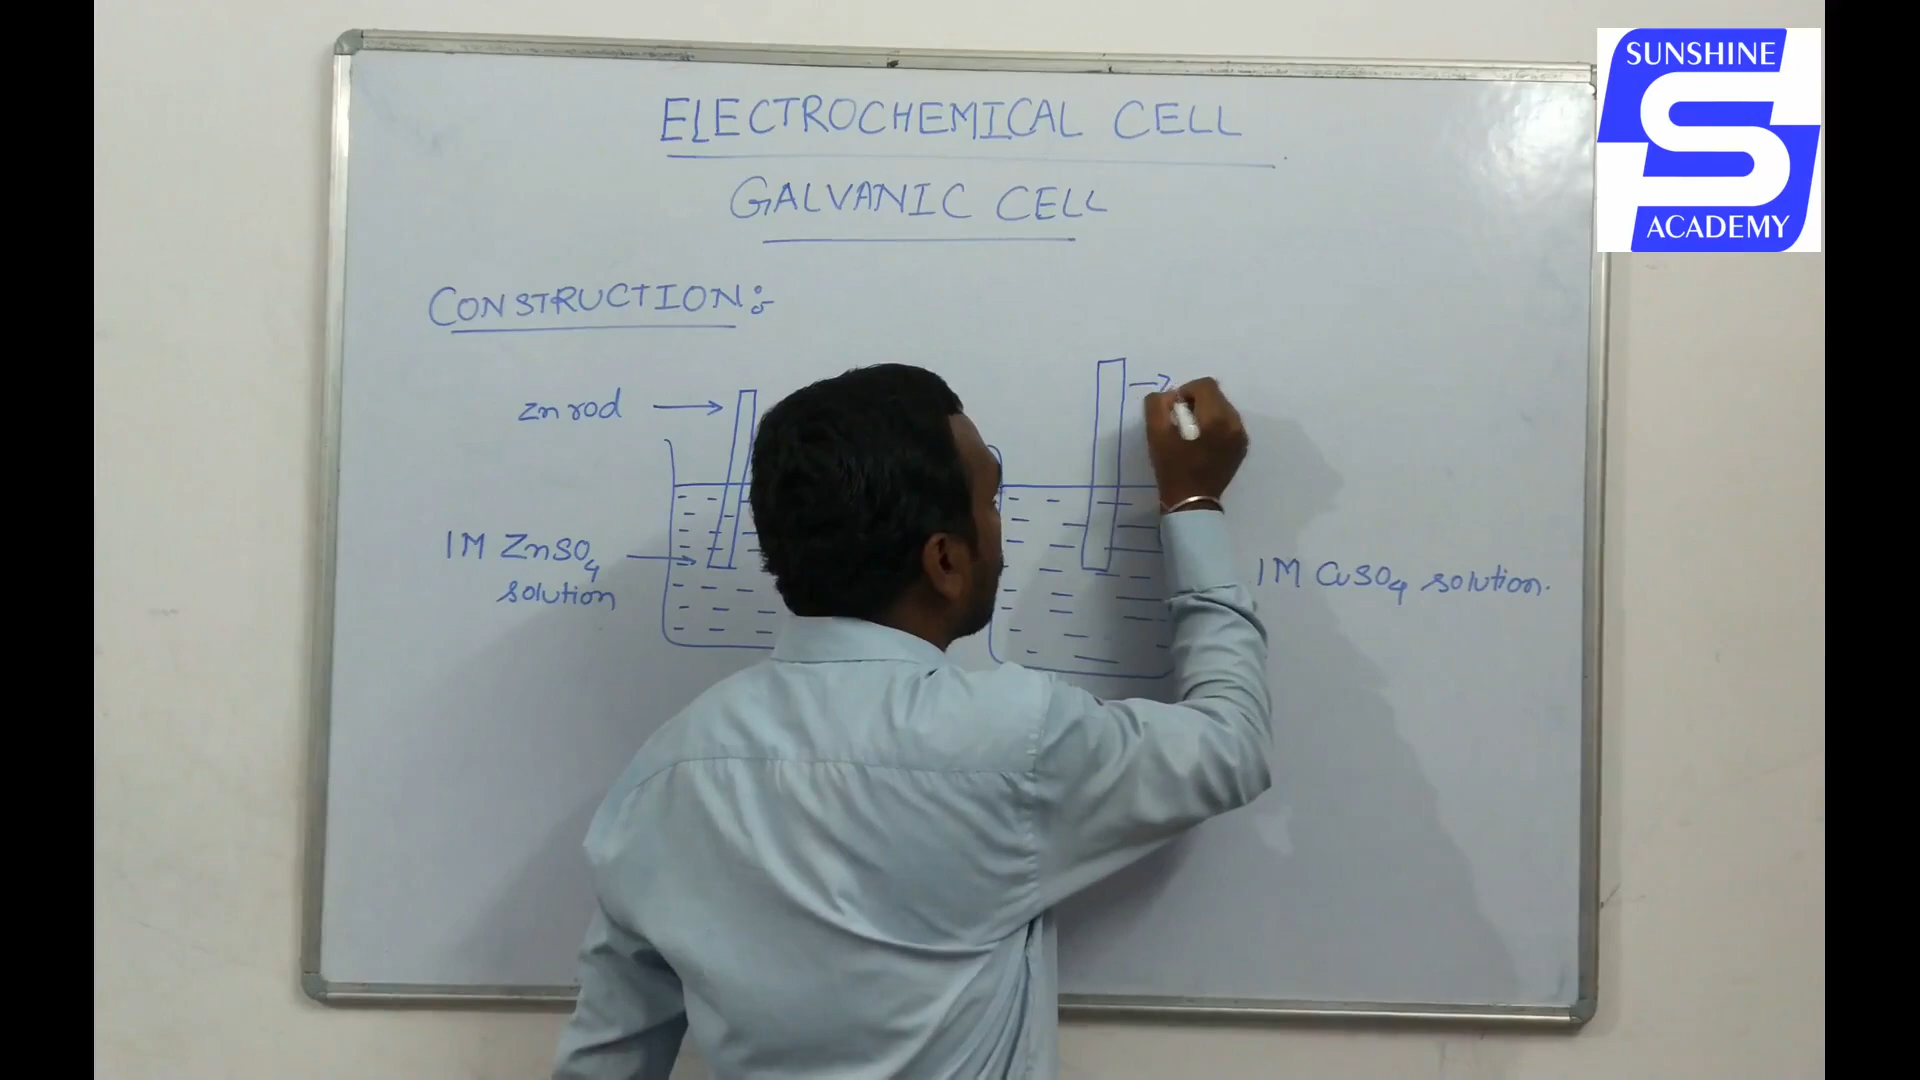 SUNSHINE
S
ACADEMY
ELECTROCHEMICAL CELL
GALVANIC CELL
CONSTRUCTION:-
Zn rod
1M ZnSO4
solution
1M CuSO4 solution.